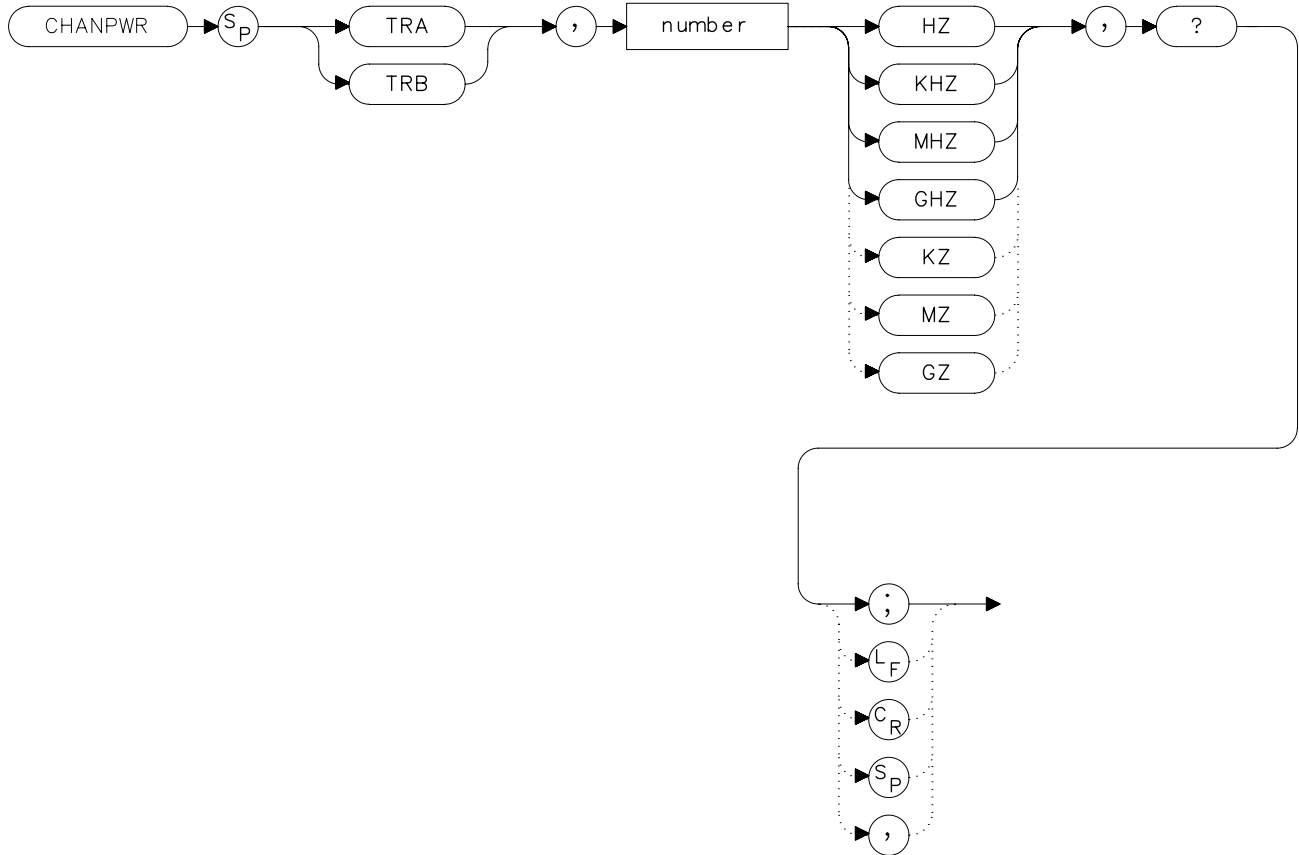 CHANPWR SP TRA , number HZ , ?
TRB KHZ
MHZ
GHZ
KZ
MZ
GZ
;
LF
CR
SP
,